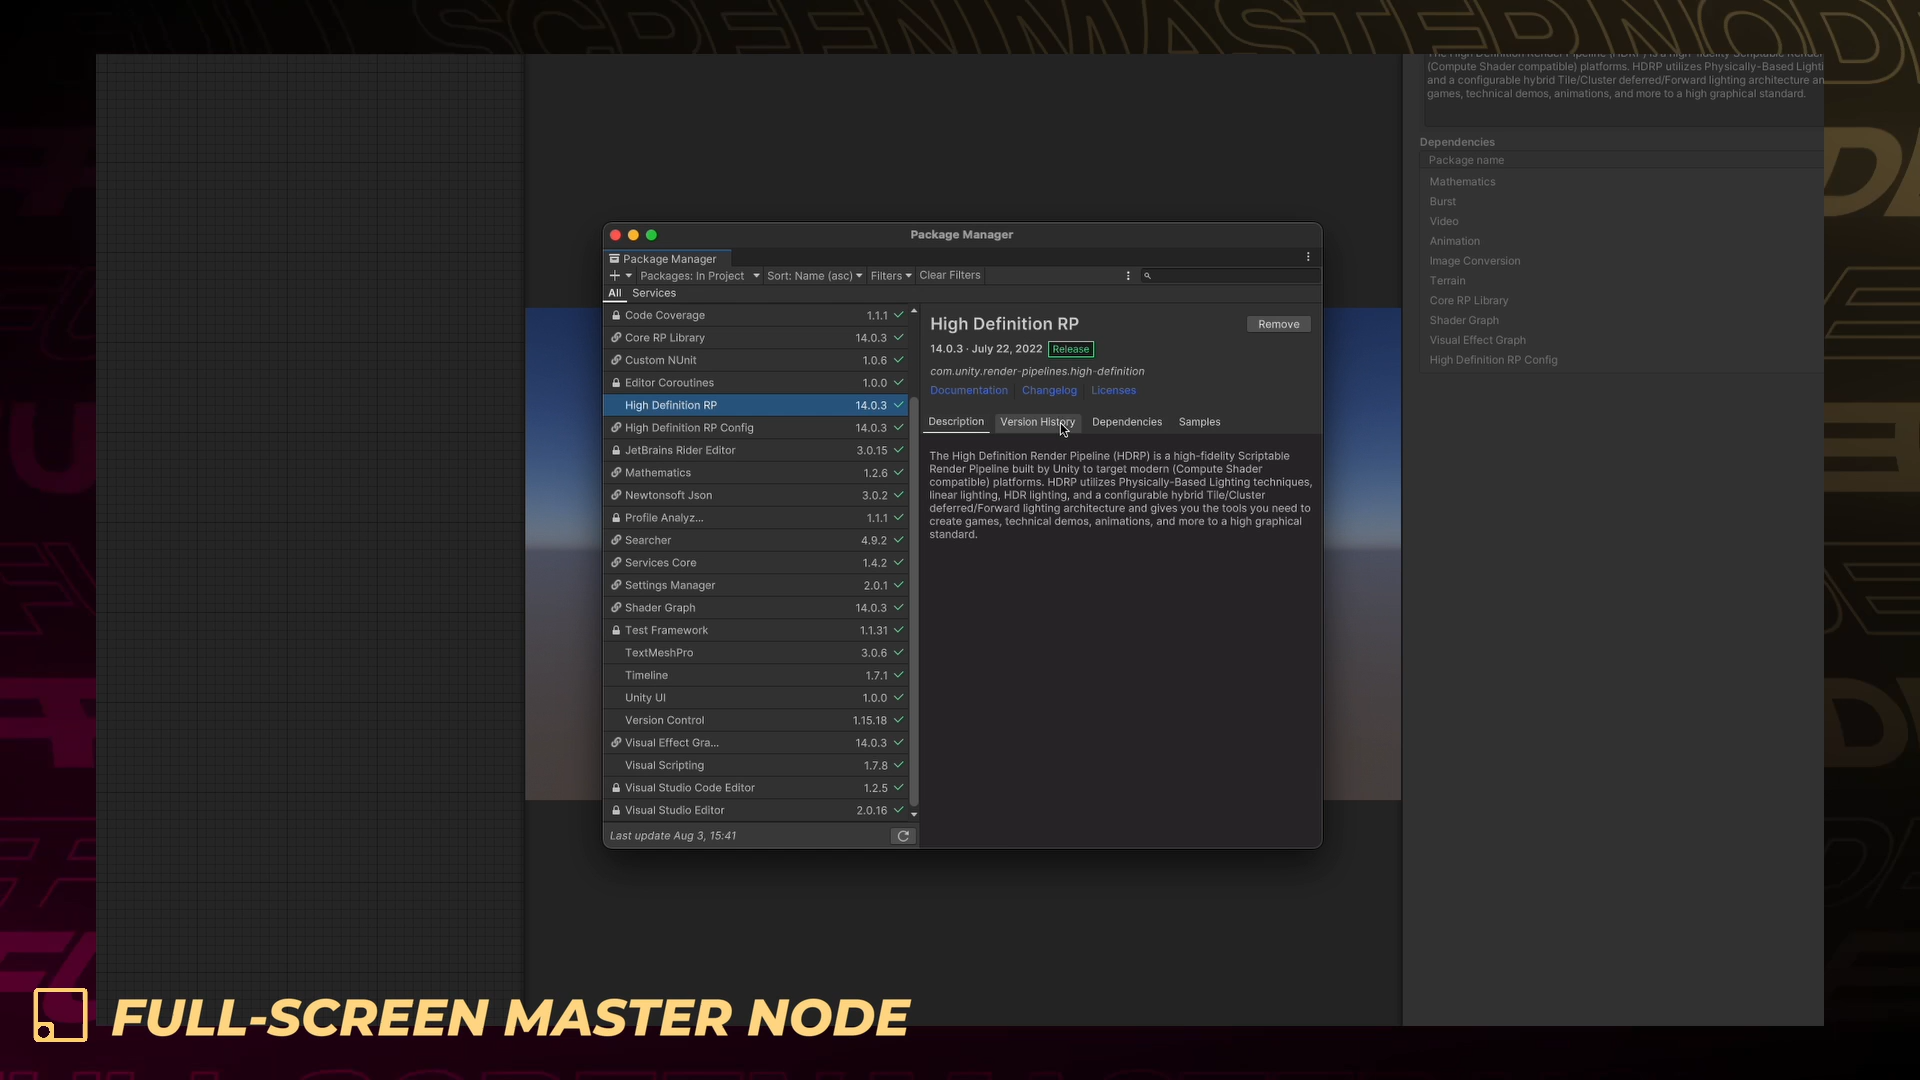 SCREEN MASTER NODE
(Compute Shader compatible) platforms. HDRP utilizes Physically-Based Lighti
and a configurable hybrid Tile/Cluster deferred/Forward lighting architecture an
games, technical demos, animations, and more to a high graphical standard.
Dependencies
Package name
Mathematics
Burst
Video
Animation
Image Conversion
Terrain
Core RP Library
Shader Graph
Visual Effect Graph
High Definition RP Config
Package Manager
Package Manager
Packages: In Project
Sort: Name (asc)
Filters
Clear Filters
All
Services
Code Coverage 1.1.1
Core RP Library 14.0.3
Custom NUnit 1.0.6
Editor Coroutines 1.0.0
High Definition RP 14.0.3
High Definition RP Config 14.0.3
JetBrains Rider Editor 3.0.15
Mathematics 1.2.6
Newtonsoft Json 3.0.2
Profile Analyz... 1.1.1
Searcher 4.9.2
Services Core 1.4.2
Settings Manager 2.0.1
Shader Graph 14.0.3
Test Framework 1.1.31
TextMeshPro 3.0.6
Timeline 1.7.1
Unity UI 1.0.0
Version Control 1.15.18
Visual Effect Gra... 14.0.3
Visual Scripting 1.7.8
Visual Studio Code Editor 1.2.5
Visual Studio Editor 2.0.16
Last update Aug 3, 15:41
High Definition RP
Remove
14.0.3 · July 22, 2022 Release
com.unity.render-pipelines.high-definition
Documentation Changelog Licenses
Description Version History Dependencies Samples
The High Definition Render Pipeline (HDRP) is a high-fidelity Scriptable
Render Pipeline built by Unity to target modern (Compute Shader
compatible) platforms. HDRP utilizes Physically-Based Lighting techniques,
linear lighting, HDR lighting, and a configurable hybrid Tile/Cluster
deferred/Forward lighting architecture and gives you the tools you need to
create games, technical demos, animations, and more to a high graphical
standard.
FULL-SCREEN MASTER NODE